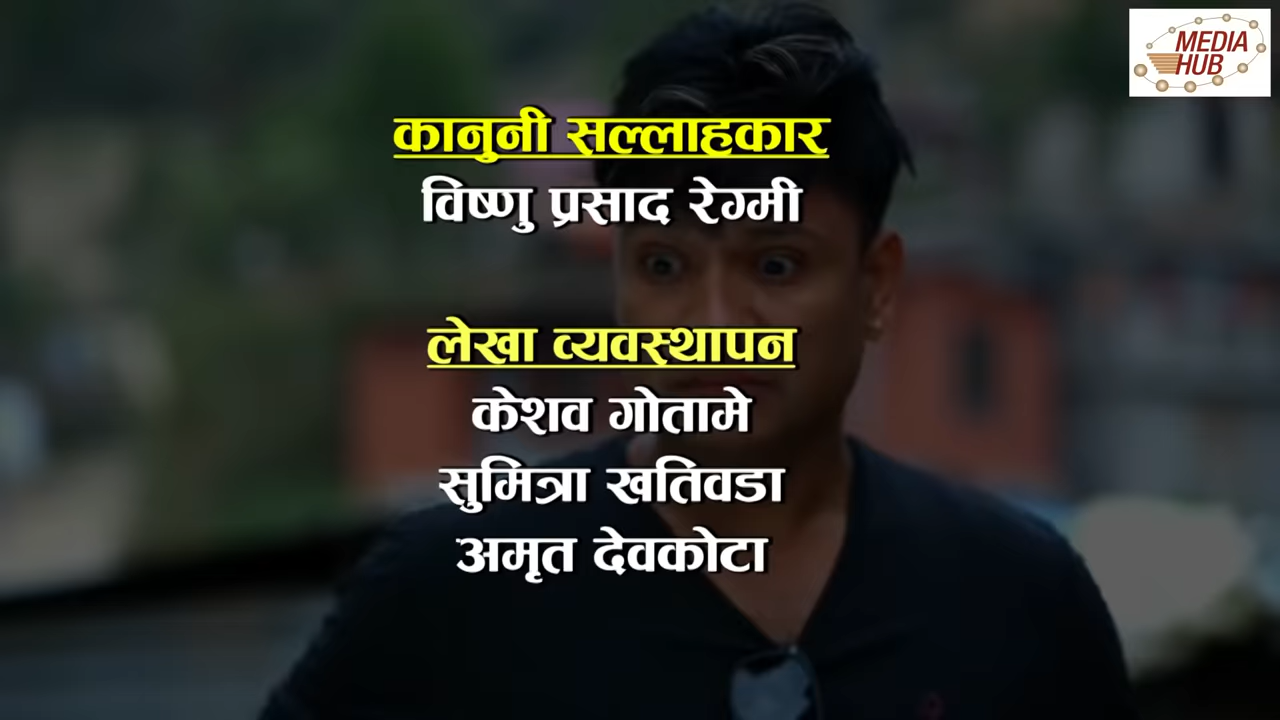 MEDIA
HUB
कानुनी सल्लाहकार
विष्णु प्रसाद रेग्मी
लेखा व्यवस्थापन
केशव गोतामे
सुमित्रा खतिवडा
अमृत देवकोटा